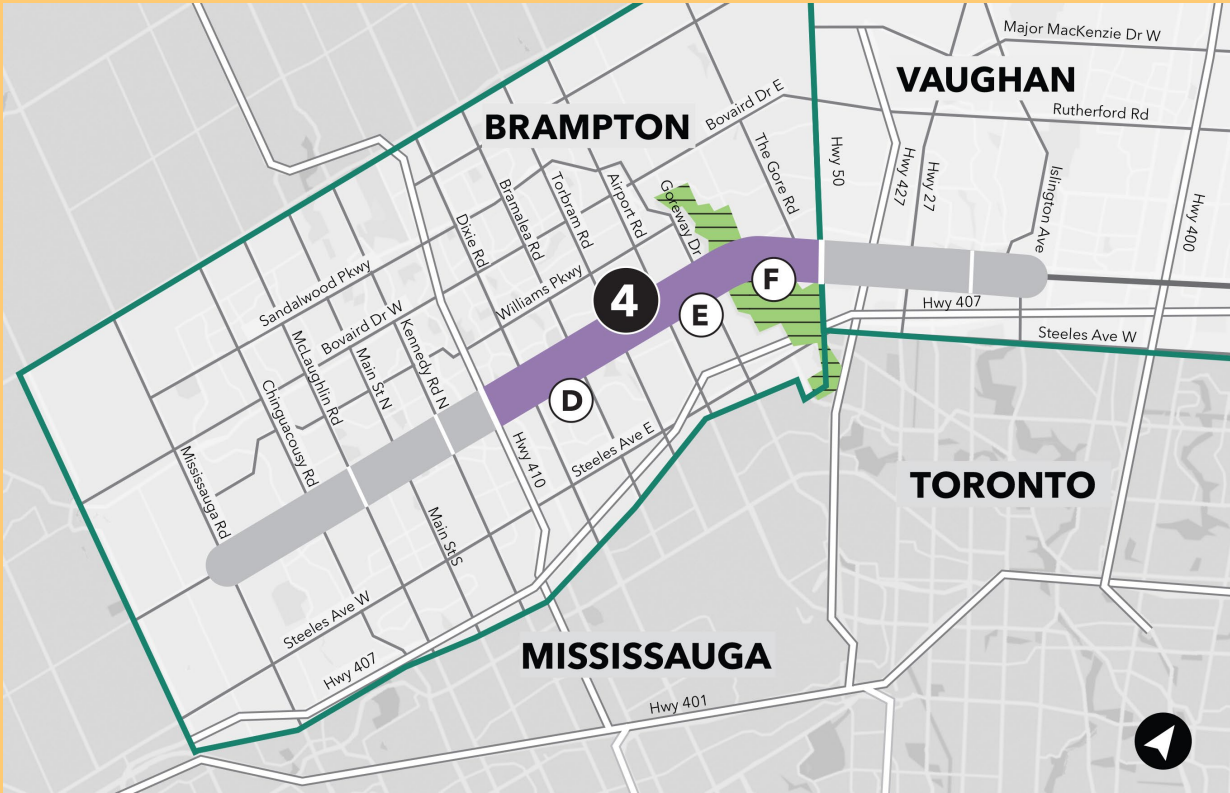 Major MacKenzie Dr W
VAUGHAN
Rutherford Rd
BRAMPTON
Bovaird Dr E
The Gore Rd
Hwy 50
Hwy 427
Hwy 27
Islington Ave
Hwy 400
Goreway Dr
Airport Rd
Torbram Rd
Bramalea Rd
Dixie Rd
Williams Pkwy
Sandalwood Pkwy
Bovaird Dr W
4
F
E
D
Hwy 407
Steeles Ave W
Kennedy Rd N
Main St N
McLaughlin Rd
Chinguacousy Rd
Mississauga Rd
Hwy 410
Steeles Ave E
Main St S
TORONTO
Steeles Ave W
Hwy 407
MISSISSAUGA
Hwy 401